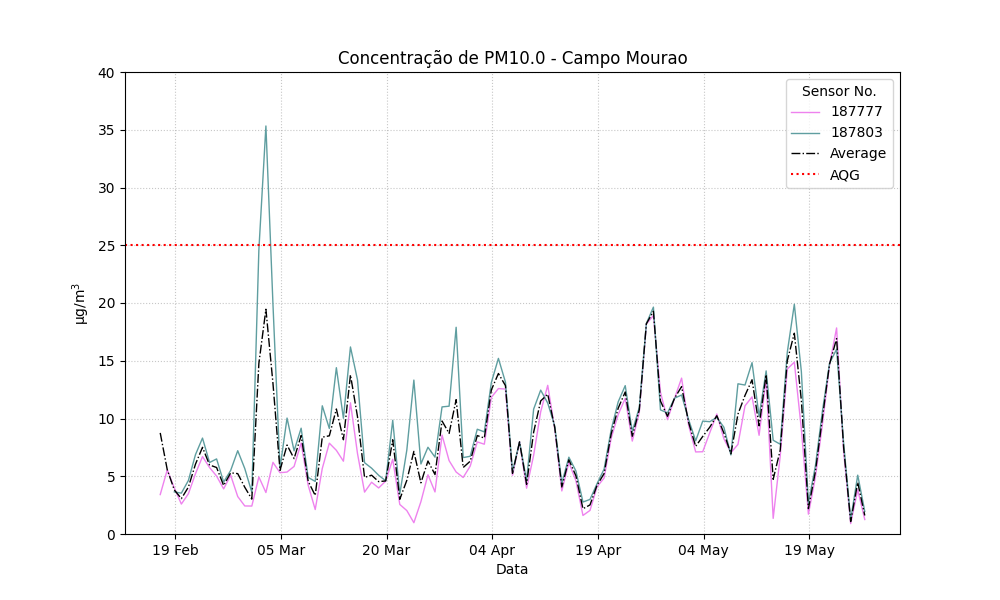 Concentração de PM10.0 - Campo Mourao
Sensor No.
187777
187803
Average
AQG
40
35
30
25
20
15
10
5
0
µg/m³
19 Feb
05 Mar
20 Mar
04 Apr
19 Apr
04 May
19 May
Data